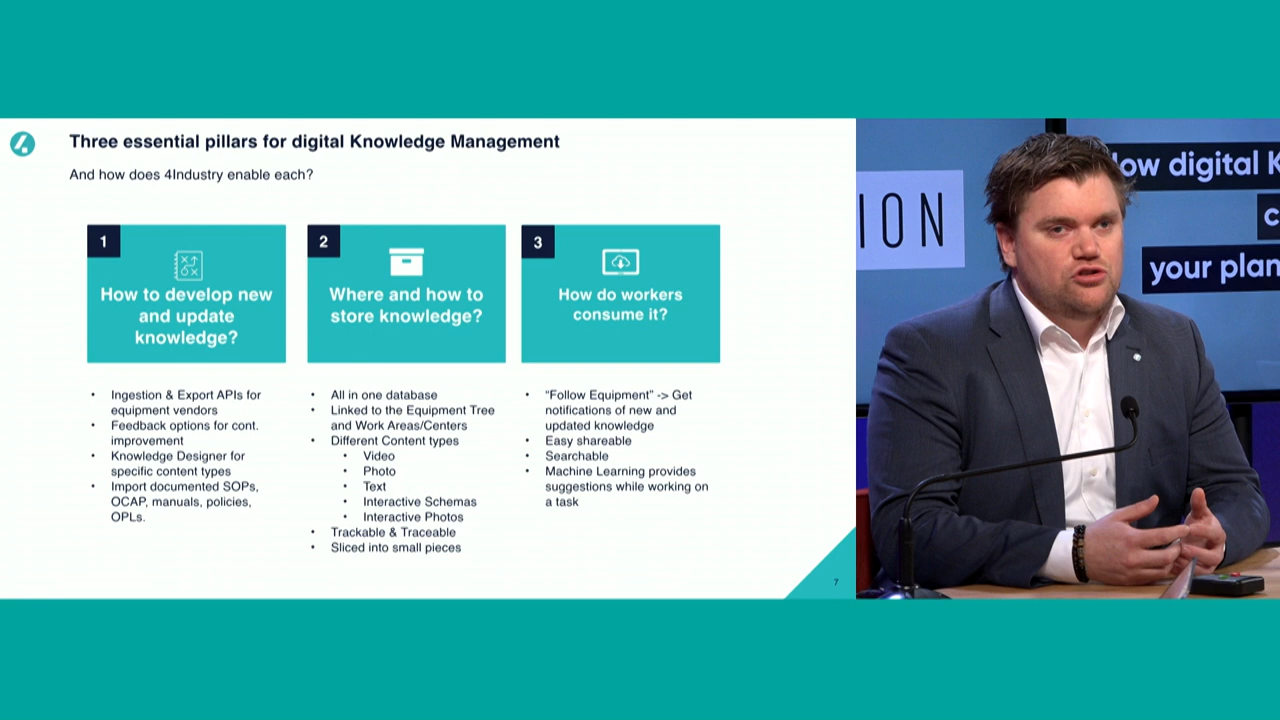 Three essential pillars for digital Knowledge Management
And how does 4Industry enable each?
1
How to develop new
and update
knowledge?
• Ingestion & Export APIs for
equipment vendors
• Feedback options for cont.
improvement
• Knowledge Designer for
specific content types
• Import documented SOPs,
OCAP, manuals, policies,
OPLs.
2
Where and how to
store knowledge?
• All in one database
• Linked to the Equipment Tree
and Work Areas/Centers
• Different Content types
• Video
• Photo
• Text
• Interactive Schemas
• Interactive Photos
• Trackable & Traceable
• Sliced into small pieces
3
How do workers
consume it?
• “Follow Equipment” -> Get
notifications of new and
updated knowledge
• Easy shareable
• Searchable
• Machine Learning provides
suggestions while working on
a task
7
ION
ow digital K
c
your plan